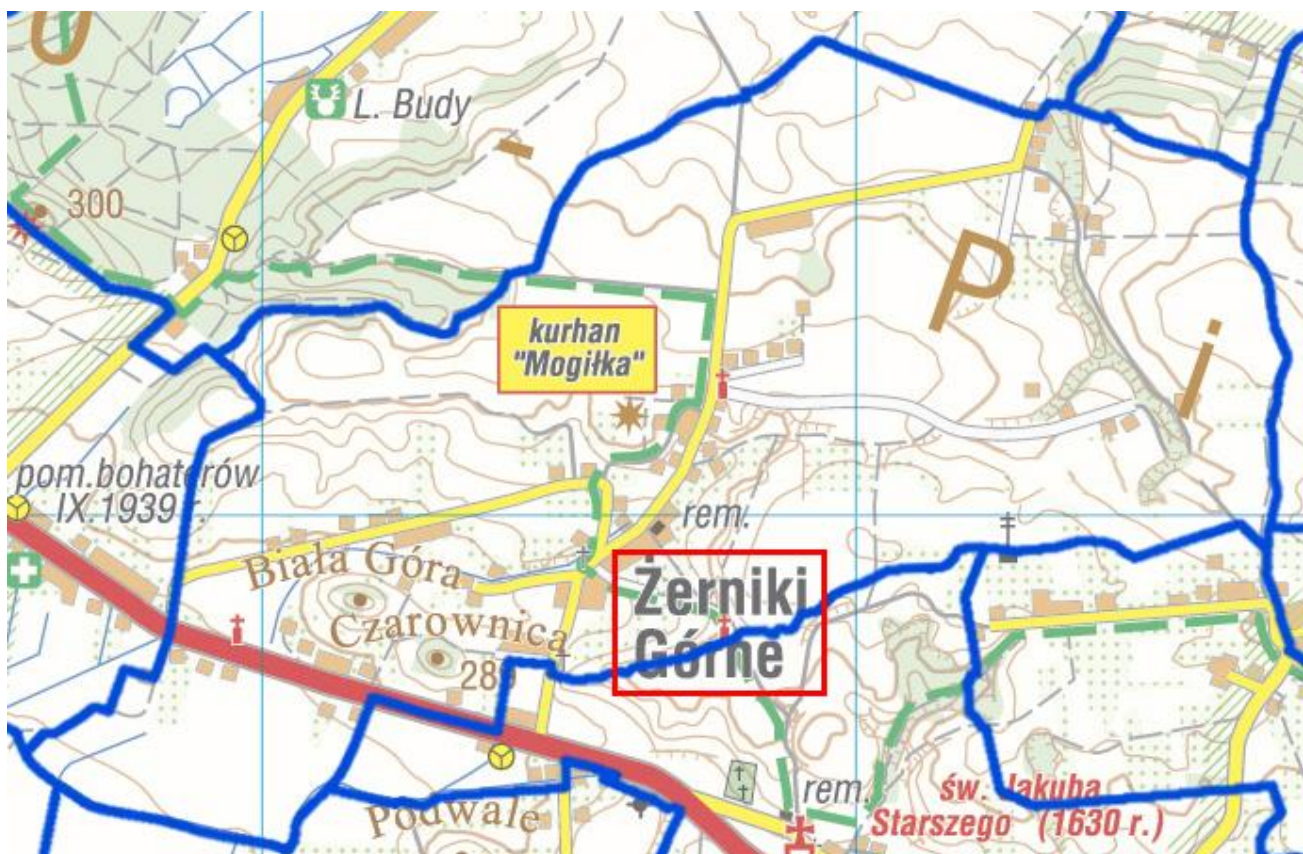 L. Budy
300
P
i
kurhan
"Mogiłka"
pom. bohaterów
IX.1939 r.
rem.
Biała Góra
Żerniki
Górne
Czarownica
289
rem.
św. Jakuba
Starszego (1630 r.)
Podwale